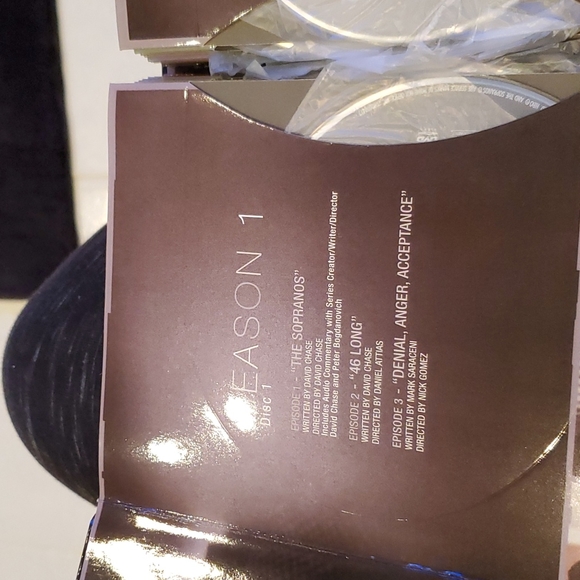 SEASON 1
Disc 1
EPISODE 1 - "THE SOPRANOS"
WRITTEN BY DAVID CHASE
DIRECTED BY DAVID CHASE
Includes Audio Commentary with Series Creator/Writer/Director
David Chase and Peter Bogdanovich
EPISODE 2 - "46 LONG"
WRITTEN BY DAVID CHASE
DIRECTED BY DANIEL ATTIAS
EPISODE 3 - "DENIAL, ANGER, ACCEPTANCE"
WRITTEN BY MARK SARACENI
DIRECTED BY NICK GOMEZ